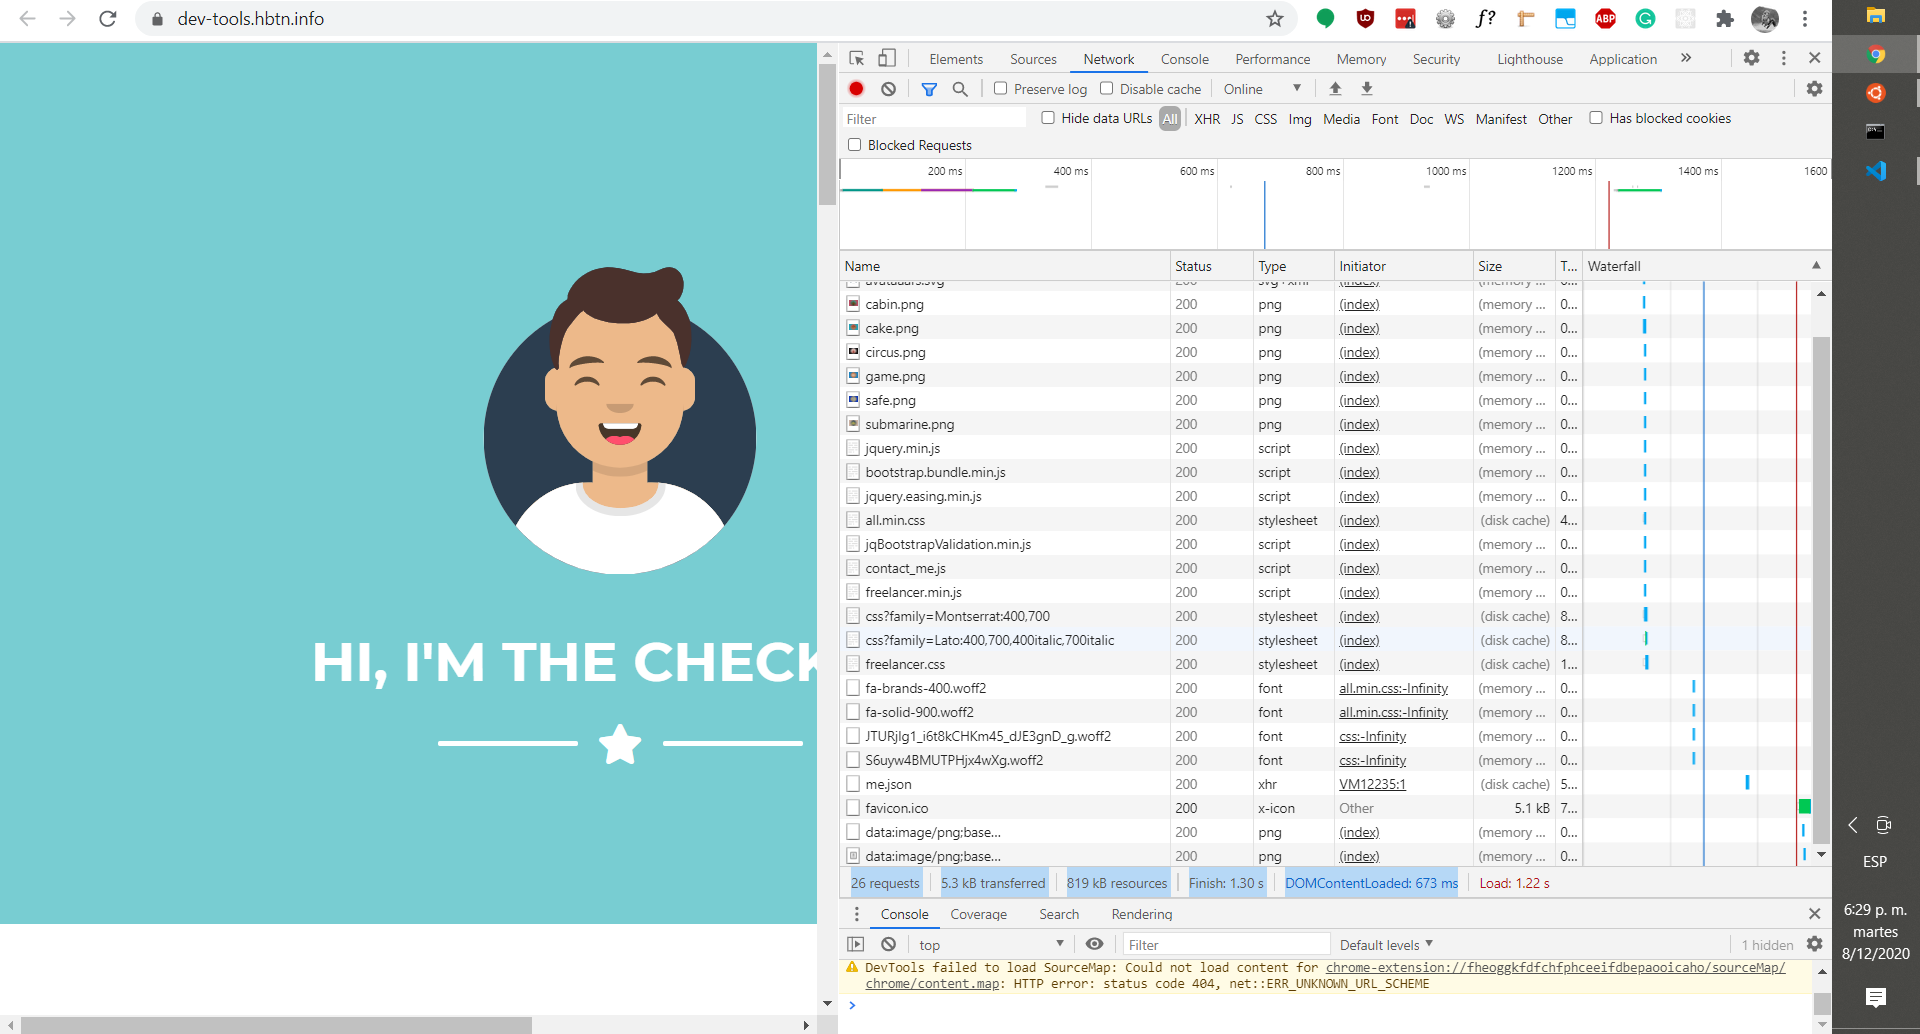 dev-tools.hbtn.info
f?
ABP
HI, I'M THE CHECK
Elements Sources Network Console Performance Memory Security Lighthouse Application »
Preserve log Disable cache Online
Filter Hide data URLs All XHR JS CSS Img Media Font Doc WS Manifest Other Has blocked cookies
Blocked Requests
200 ms 400 ms 600 ms 800 ms 1000 ms 1200 ms 1400 ms 1600
Name Status Type Initiator Size T... Waterfall
avataaars.svg 200 svg+xml (index) (memory ... 0...
cabin.png 200 png (index) (memory ... 0...
cake.png 200 png (index) (memory ... 0...
circus.png 200 png (index) (memory ... 0...
game.png 200 png (index) (memory ... 0...
safe.png 200 png (index) (memory ... 0...
submarine.png 200 png (index) (memory ... 0...
jquery.min.js 200 script (index) (memory ... 0...
bootstrap.bundle.min.js 200 script (index) (memory ... 0...
jquery.easing.min.js 200 script (index) (memory ... 0...
all.min.css 200 stylesheet (index) (disk cache) 4...
jqBootstrapValidation.min.js 200 script (index) (memory ... 0...
contact_me.js 200 script (index) (memory ... 0...
freelancer.min.js 200 script (index) (memory ... 0...
css?family=Montserrat:400,700 200 stylesheet (index) (disk cache) 8...
css?family=Lato:400,700,400italic,700italic 200 stylesheet (index) (disk cache) 8...
freelancer.css 200 stylesheet (index) (disk cache) 1...
fa-brands-400.woff2 200 font all.min.css:-Infinity (memory ... 0...
fa-solid-900.woff2 200 font all.min.css:-Infinity (memory ... 0...
JTURjIg1_i6t8kCHKm45_dJE3gnD_g.woff2 200 font css:-Infinity (memory ... 0...
S6uyw4BMUTPHjx4wXg.woff2 200 font css:-Infinity (memory ... 0...
me.json 200 xhr VM12235:1 (disk cache) 5...
favicon.ico 200 x-icon Other 5.1 kB 7...
data:image/png;base... 200 png (index) (memory ... 0...
data:image/png;base... 200 png (index) (memory ... 0...
26 requests 5.3 kB transferred 819 kB resources Finish: 1.30 s DOMContentLoaded: 673 ms Load: 1.22 s
Console Coverage Search Rendering
top Filter Default levels 1 hidden
DevTools failed to load SourceMap: Could not load content for chrome-extension://fheoggkfdfchfphceeifdbepaooicaho/sourceMap/
chrome/content.map: HTTP error: status code 404, net::ERR_UNKNOWN_URL_SCHEME
ESP
6:29 p. m.
martes
8/12/2020